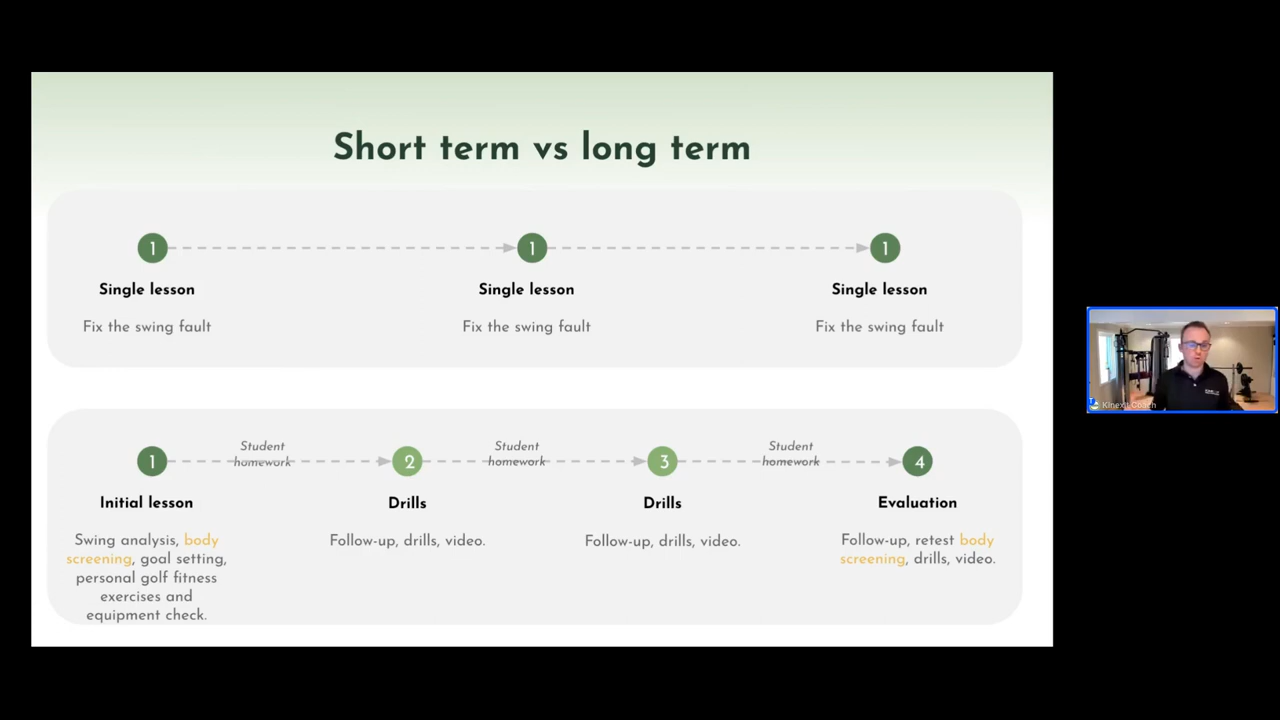 Short term vs long term
1 1 1
Single lesson Single lesson Single lesson
Fix the swing fault Fix the swing fault Fix the swing fault
Student Student Student
homework homework homework
1 2 3 4
Initial lesson Drills Drills Evaluation
Swing analysis, body
screening, goal setting,
personal golf fitness
exercises and
equipment check.
Follow-up, drills, video.
Follow-up, drills, video.
Follow-up, retest body
screening, drills, video.
Coach